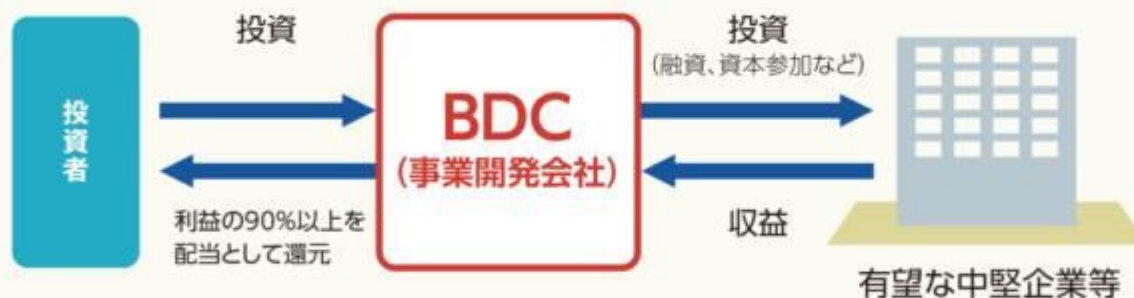 投資者
投資
利益の90%以上を
配当として還元
BDC
(事業開発会社)
投資
(融資、資本参加など)
収益
有望な中堅企業等